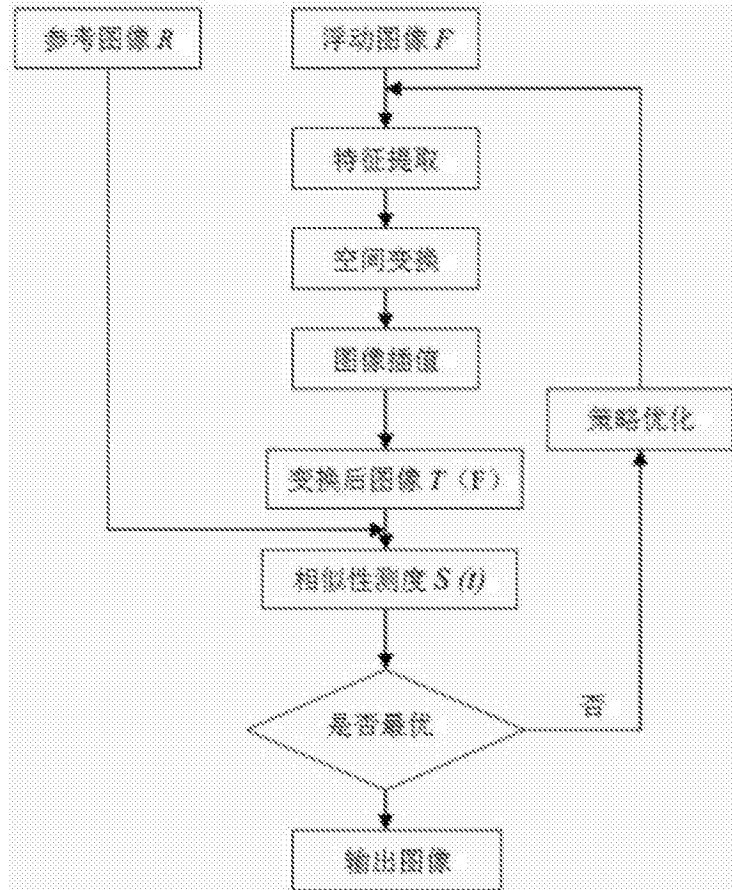 参考图像 R
浮动图像 F
特征提取
空间变换
图像插值
策略优化
变换后图像 T（F）
相似性测度 S (t)
是否最优
否
输出图像